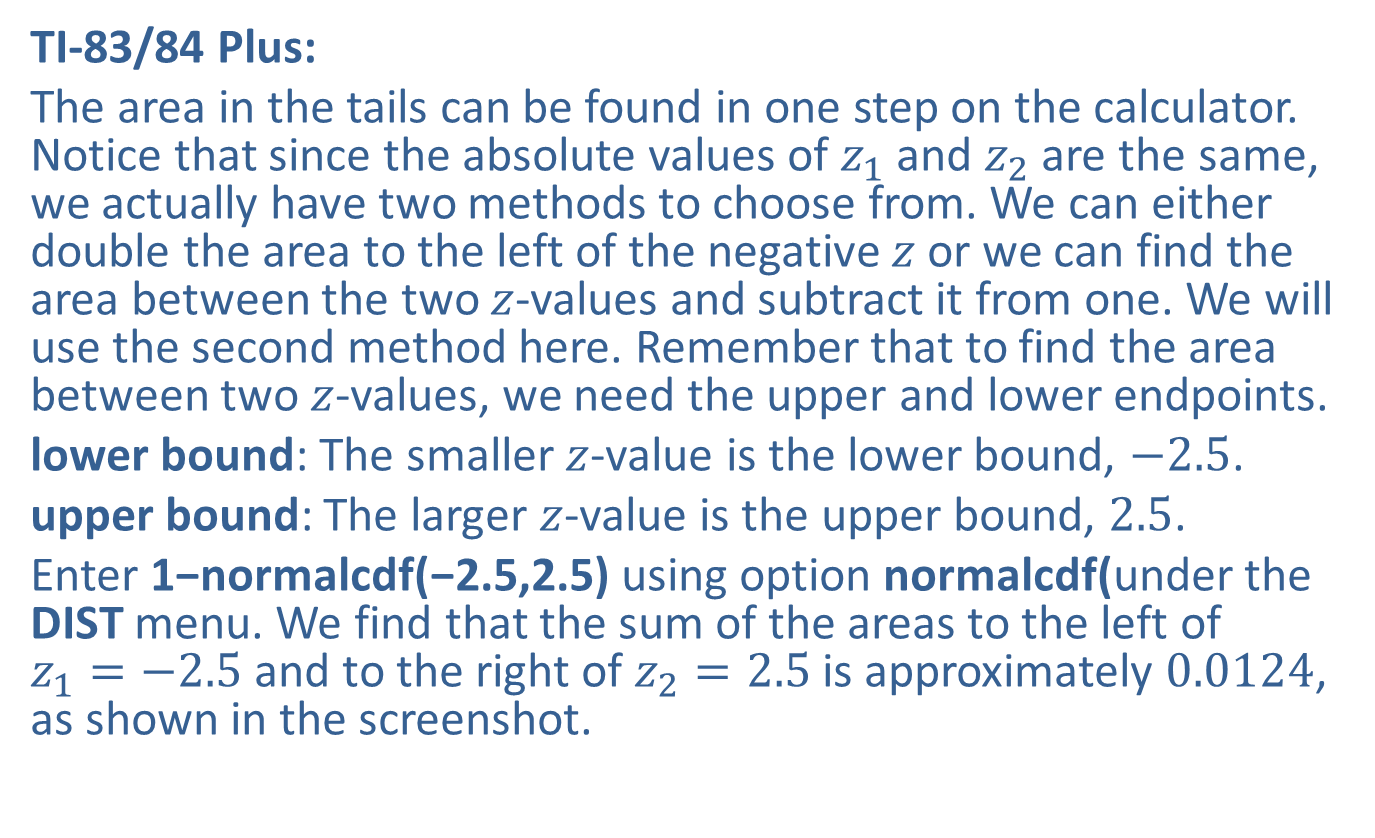 TI-83/84 Plus:
The area in the tails can be found in one step on the calculator.
Notice that since the absolute values of z₁ and z₂ are the same,
we actually have two methods to choose from. We can either
double the area to the left of the negative z or we can find the
area between the two z-values and subtract it from one. We will
use the second method here. Remember that to find the area
between two z-values, we need the upper and lower endpoints.
lower bound: The smaller z-value is the lower bound, −2.5.
upper bound: The larger z-value is the upper bound, 2.5.
Enter 1−normalcdf(−2.5,2.5) using option normalcdf(under the
DIST menu. We find that the sum of the areas to the left of
z₁ = −2.5 and to the right of z₂ = 2.5 is approximately 0.0124,
as shown in the screenshot.